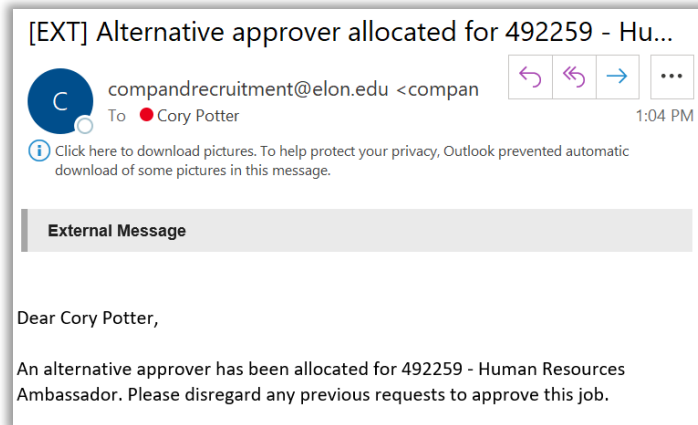 [EXT] Alternative approver allocated for 492259 - Hu...
C
compandrecruitment@elon.edu <compan
To Cory Potter
1:04 PM
Click here to download pictures. To help protect your privacy, Outlook prevented automatic
download of some pictures in this message.
External Message
Dear Cory Potter,
An alternative approver has been allocated for 492259 - Human Resources
Ambassador. Please disregard any previous requests to approve this job.